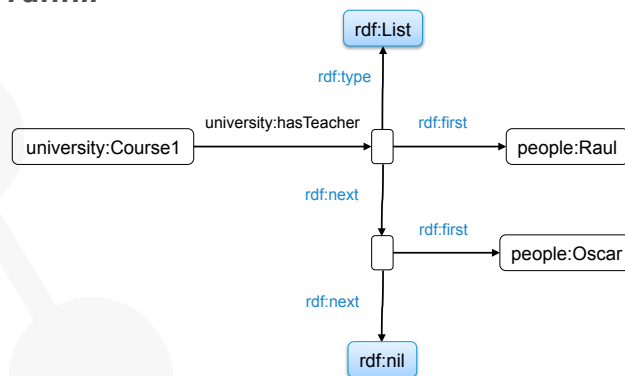 rdf:List
rdf:type
university:hasTeacher
rdf:first
university:Course1
people:Raul
rdf:next
rdf:first
people:Oscar
rdf:next
rdf:nil